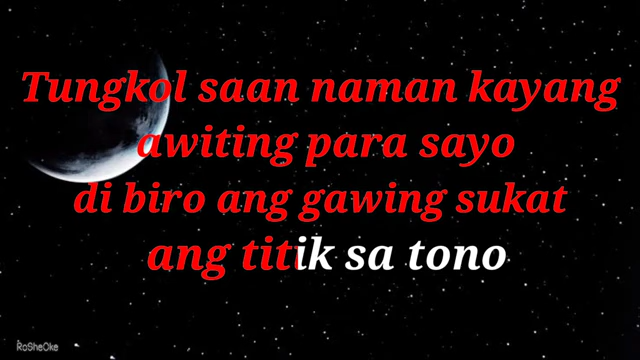 Tungkol saan naman kayang
awiting para sayo
di biro ang gawing sukat
ang titik sa tono
RoSheOke